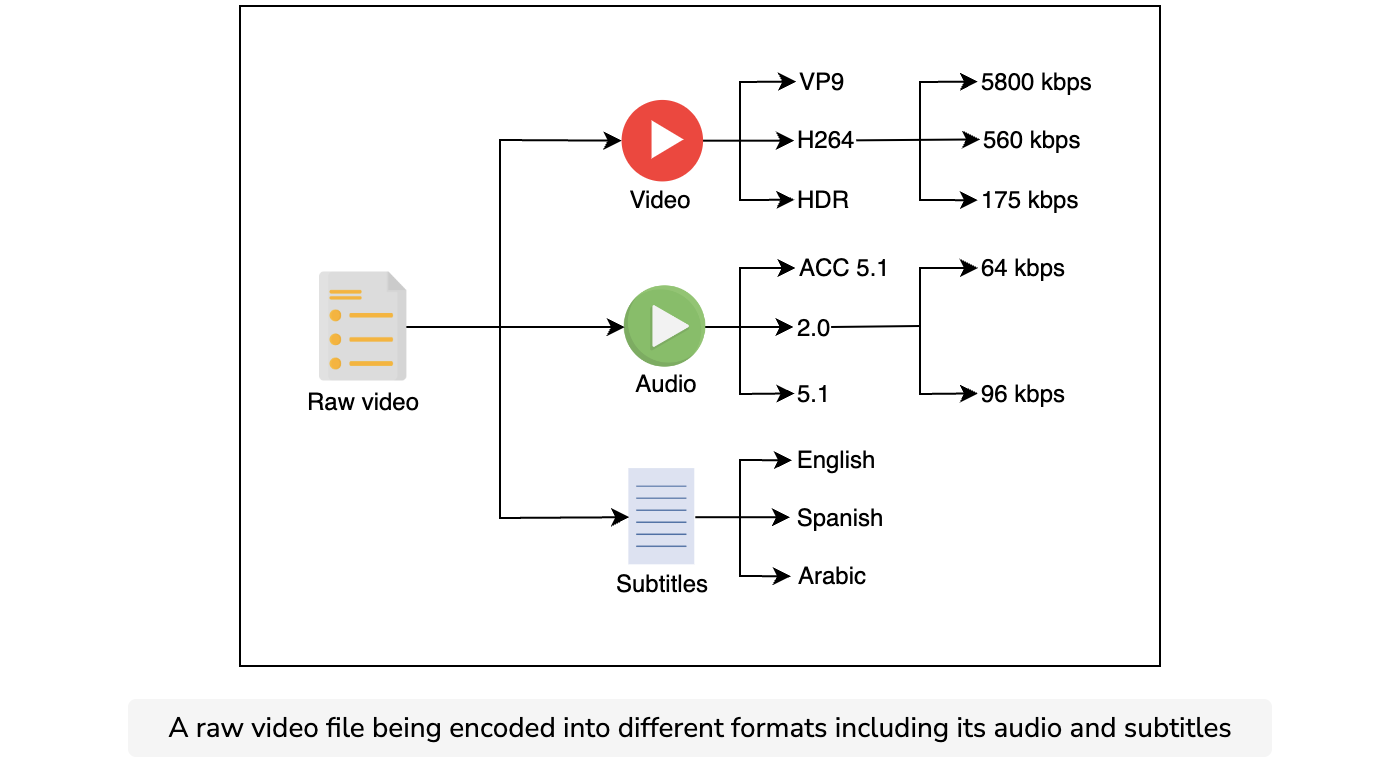 VP9
5800 kbps
H264
560 kbps
Video
HDR
175 kbps
ACC 5.1
64 kbps
2.0
Raw video
Audio
5.1
96 kbps
English
Spanish
Subtitles
Arabic
A raw video file being encoded into different formats including its audio and subtitles